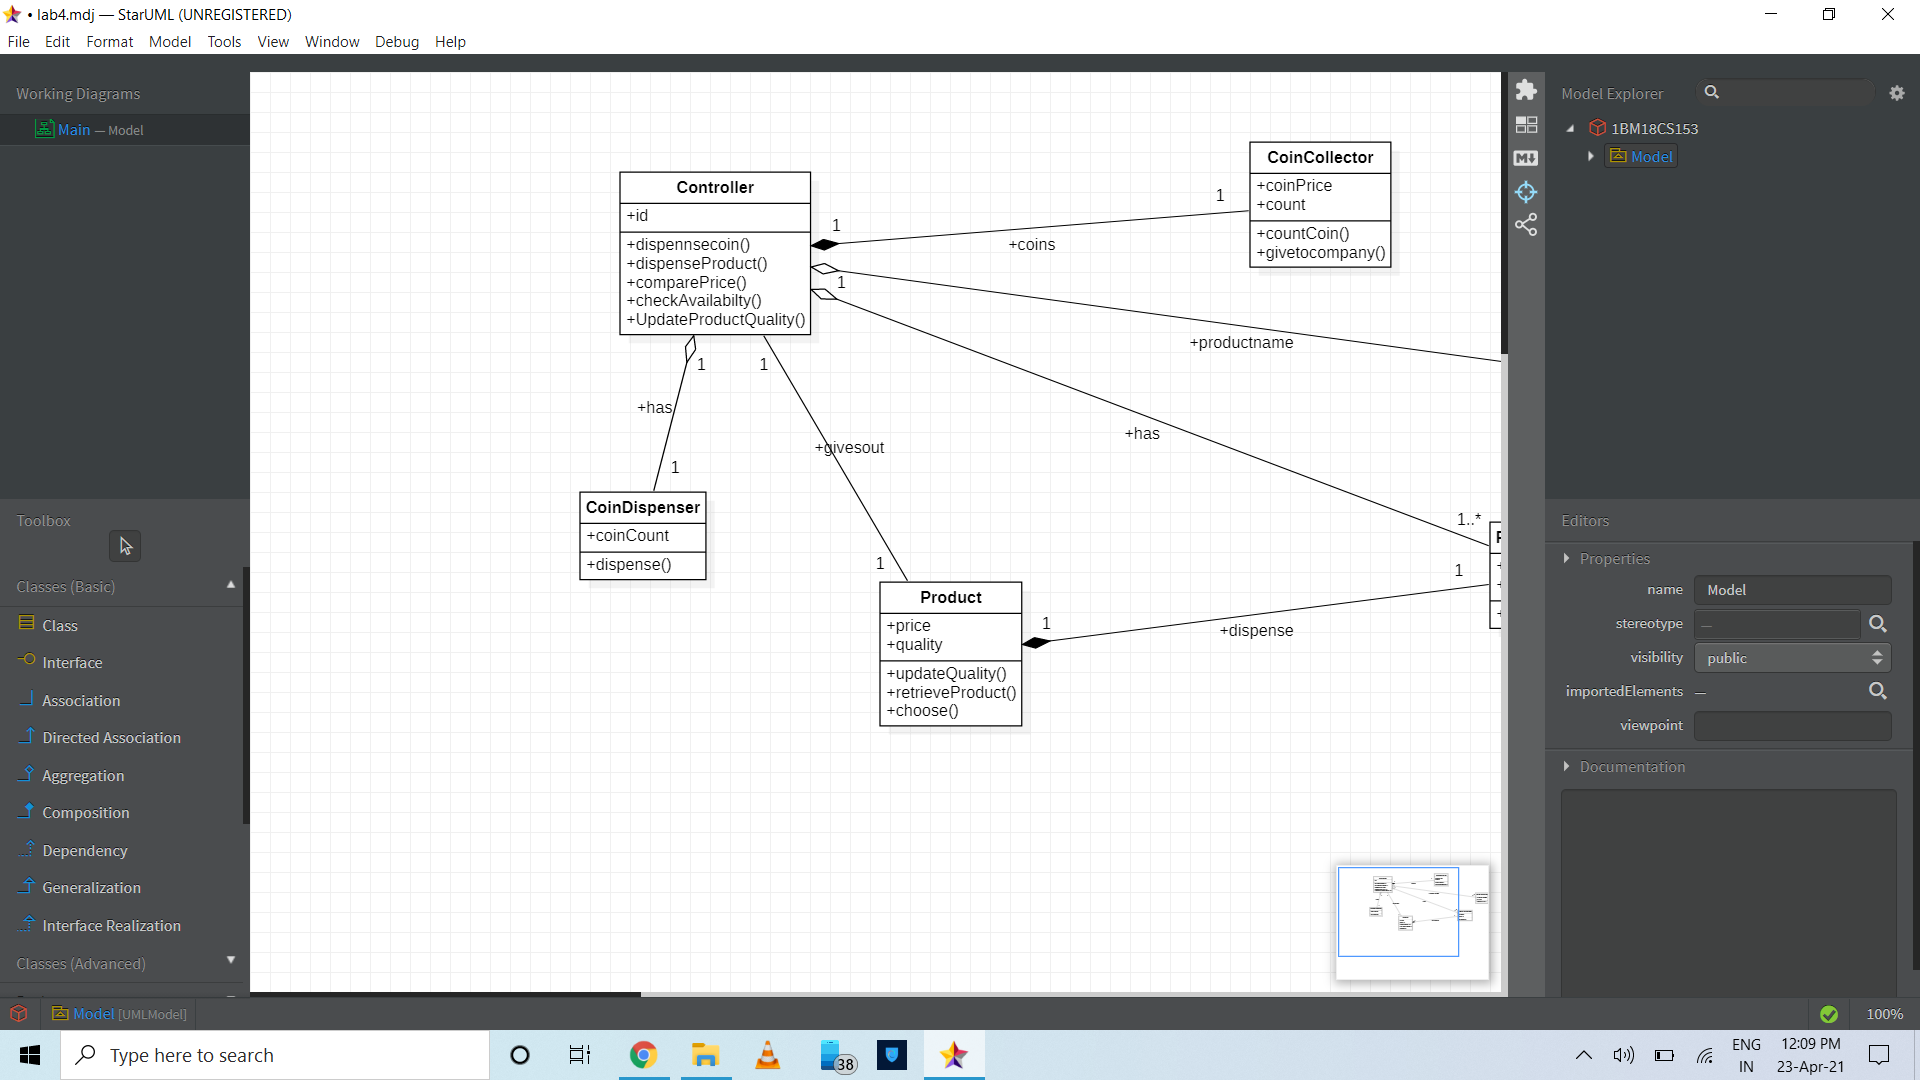 • lab4.mdj — StarUML (UNREGISTERED)
File Edit Format Model Tools View Window Debug Help
Working Diagrams
Main — Model
Toolbox
Classes (Basic)
Class
Interface
Association
Directed Association
Aggregation
Composition
Dependency
Generalization
Interface Realization
Classes (Advanced)
Controller
+id
+dispennsecoin()
+dispenseProduct()
+comparePrice()
+checkAvailabilty()
+UpdateProductQuality()
CoinCollector
+coinPrice
+count
+countCoin()
+givetocompany()
1
1
+coins
1
+productname
+has
1..*
1
1
+has
1
1
+givesout
1
CoinDispenser
+coinCount
+dispense()
Product
+price
+quality
+updateQuality()
+retrieveProduct()
+choose()
1
+dispense
Model Explorer
1BM18CS153
Model
Editors
Properties
name Model
stereotype —
visibility public
importedElements —
viewpoint
Documentation
Model [UMLModel]
100%
Type here to search
38
ENG
IN
12:09 PM
23-Apr-21